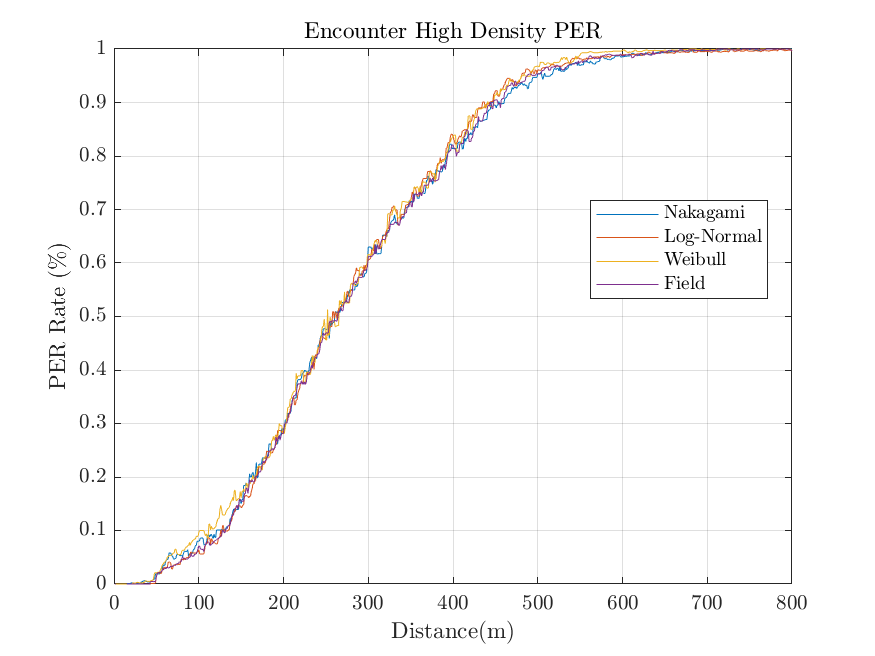 Encounter High Density PER
1
0.9
0.8
0.7
0.6
0.5
0.4
0.3
0.2
0.1
0
PER Rate (%)
Nakagami
Log-Normal
Weibull
Field
0 100 200 300 400 500 600 700 800
Distance(m)